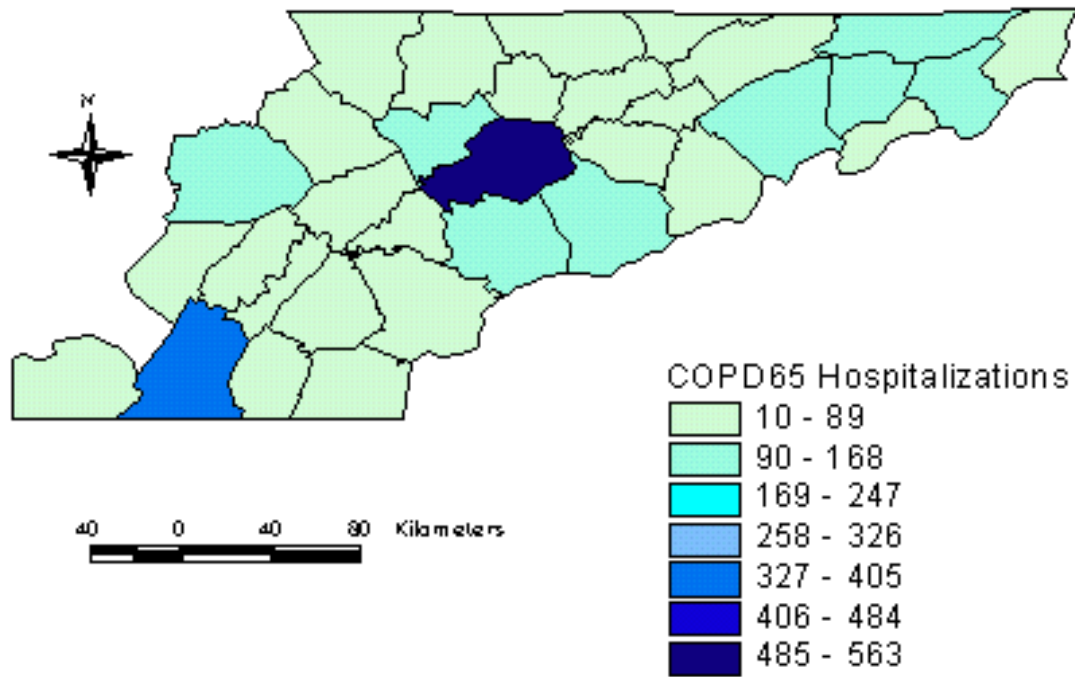 N
COPD65 Hospitalizations
10 - 89
90 - 168
169 - 247
258 - 326
327 - 405
406 - 484
485 - 563
40 0 40 80 Kilometers